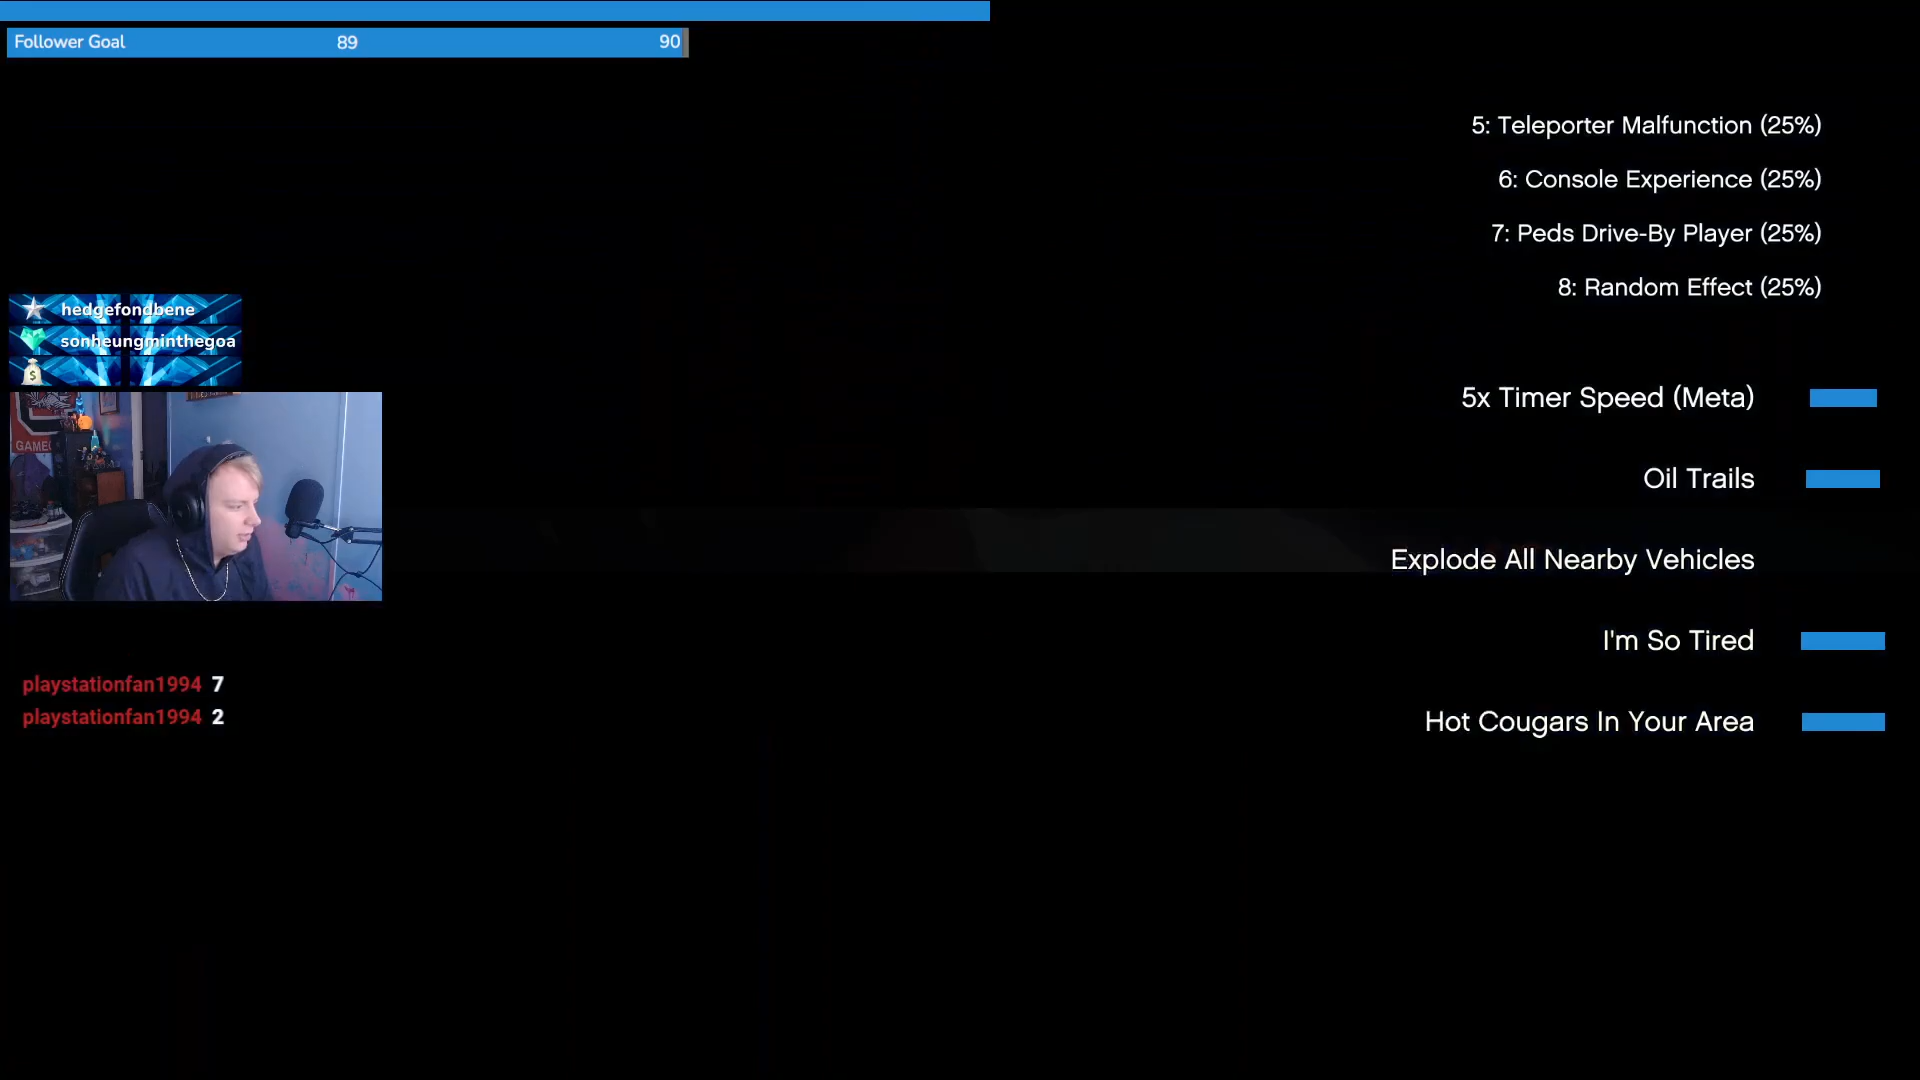 Follower Goal 89 90
5: Teleporter Malfunction (25%)
6: Console Experience (25%)
7: Peds Drive-By Player (25%)
8: Random Effect (25%)
hedgefondbene
sonheungminthegoa
5x Timer Speed (Meta)
Oil Trails
Explode All Nearby Vehicles
I'm So Tired
Hot Cougars In Your Area
GAMEC
playstationfan1994 7
playstationfan1994 2